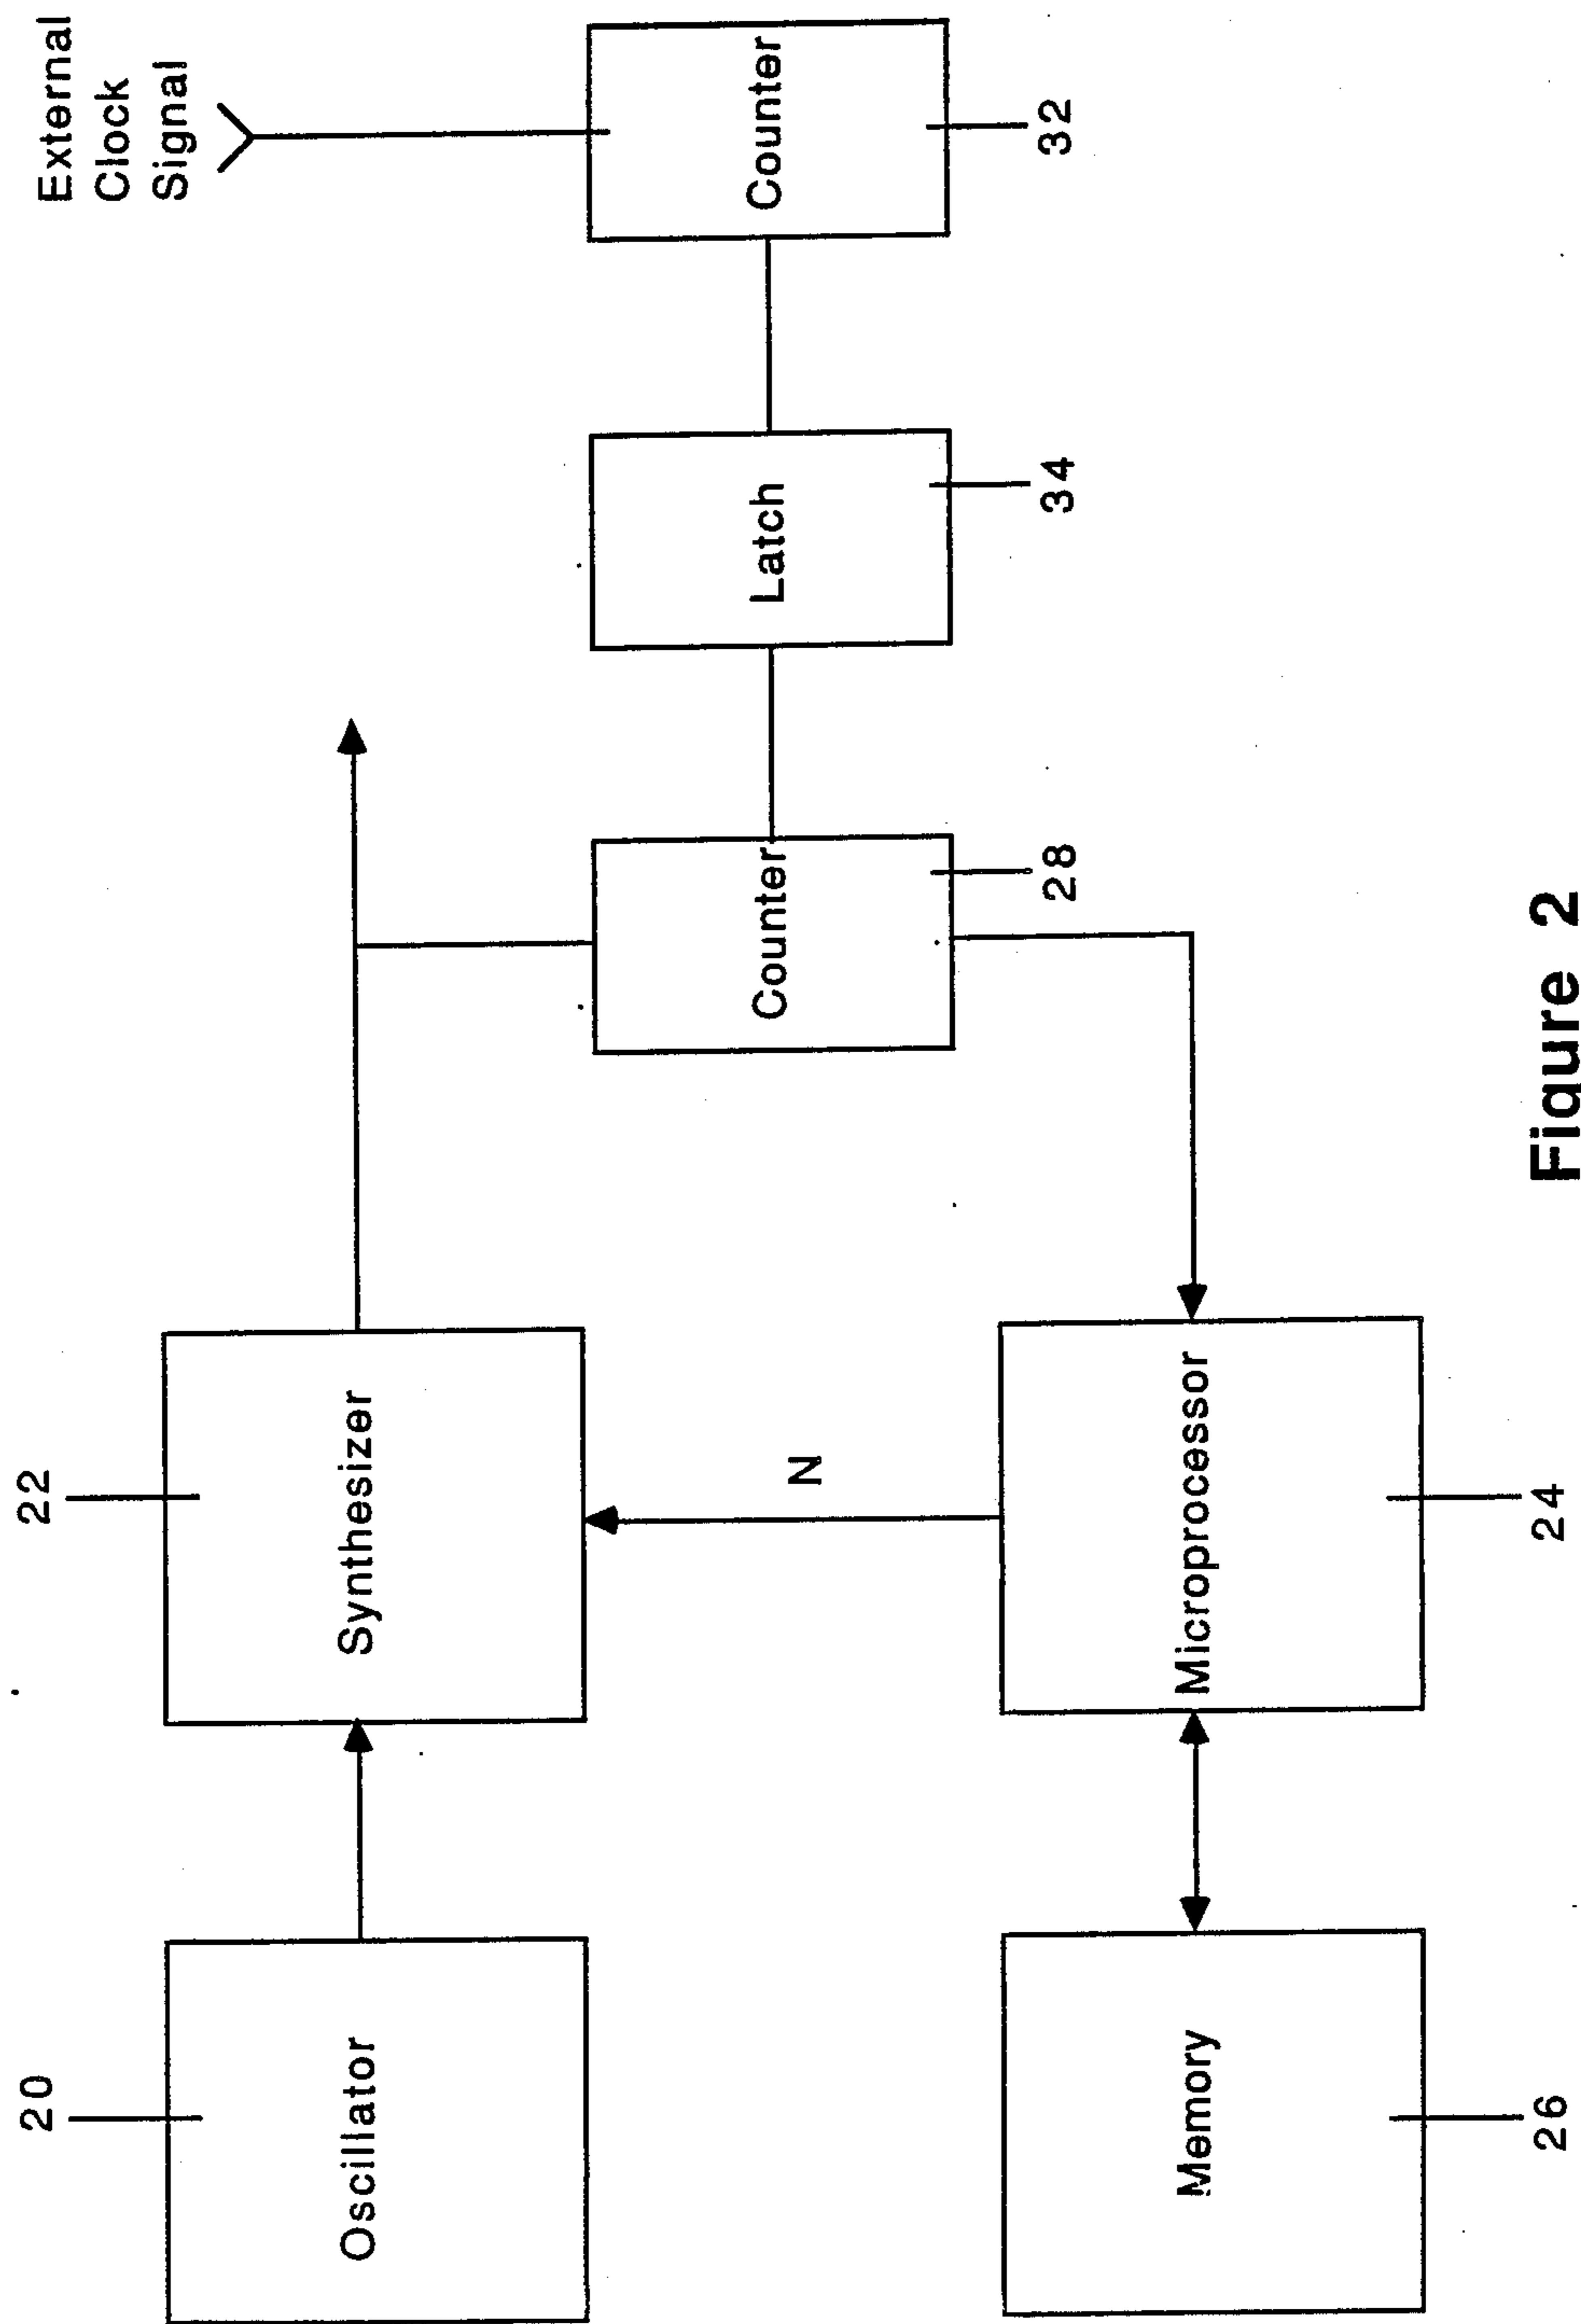 20
22
External
Clock
Signal
Oscillator
Synthesizer
N
Counter
Latch
Counter
28
34
32
Memory
Microprocessor
26
24
Figure 2